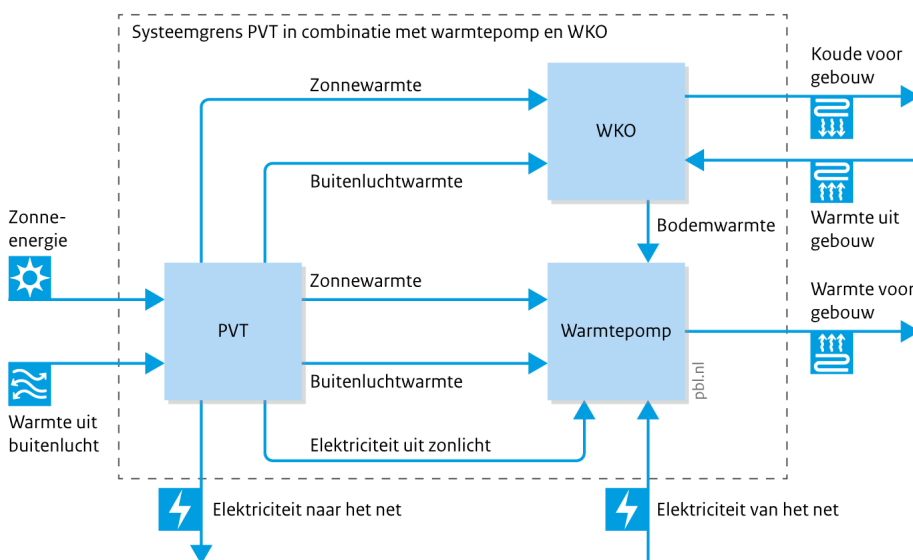 Systeemgrens PVT in combinatie met warmtepomp en WKO
Koude voor
gebouw
Zonnewarmte
WKO
Buitenluchtwarmte
Warmte uit
gebouw
Bodemwarmte
Zonne-
energie
Zonnewarmte
Warmte voor
gebouw
PVT
Warmtepomp
Buitenluchtwarmte
pbl.nl
Warmte uit
buitenlucht
Elektriciteit uit zonlicht
Elektriciteit naar het net
Elektriciteit van het net